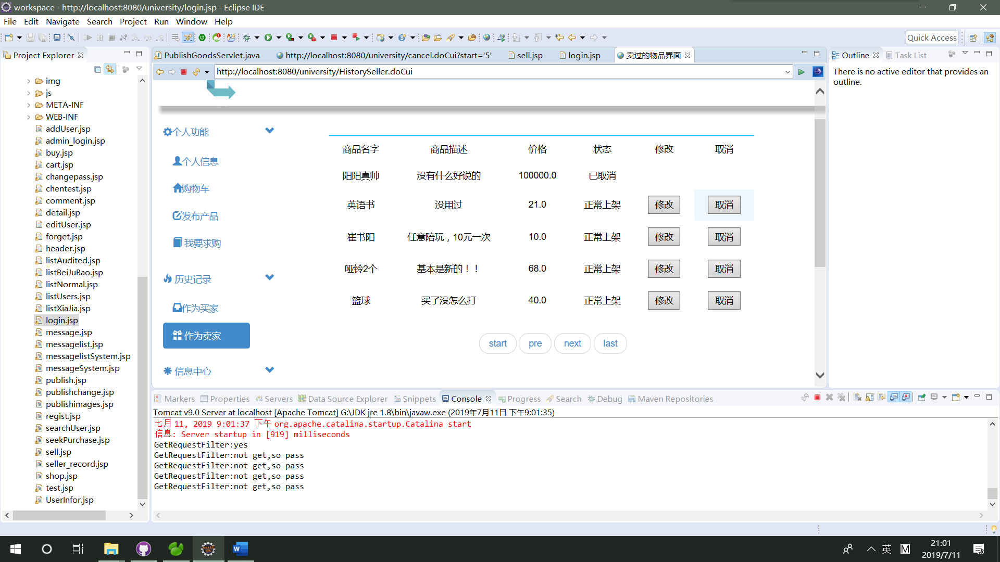 workspace - http://localhost:8080/university/login.jsp - Eclipse IDE
File Edit Navigate Search Project Run Window Help
Quick Access
Project Explorer
img
js
META-INF
WEB-INF
addUser.jsp
admin_login.jsp
buy.jsp
cart.jsp
changepass.jsp
chentest.jsp
comment.jsp
detail.jsp
editUser.jsp
forget.jsp
header.jsp
listAudited.jsp
listBeiJuBao.jsp
listNormal.jsp
listUsers.jsp
listXiaJia.jsp
login.jsp
message.jsp
messagelist.jsp
messagelistSystem.jsp
messageSystem.jsp
publish.jsp
publishchange.jsp
publishimages.jsp
regist.jsp
searchUser.jsp
seekPurchase.jsp
sell.jsp
seller_record.jsp
shop.jsp
test.jsp
UserInfor.jsp
PublishGoodsServlet.java http://localhost:8080/university/cancel.doCui?start='5' sell.jsp login.jsp 卖过的物品界面
http://localhost:8080/university/HistorySeller.doCui
个人功能
个人信息
购物车
发布产品
我要求购
历史记录
作为买家
作为卖家
信息中心
商品名字 商品描述 价格 状态 修改 取消
阳阳真帅 没有什么好说的 100000.0 已取消
英语书 没用过 21.0 正常上架 修改 取消
崔书阳 任意陪玩，10元一次 10.0 正常上架 修改 取消
哑铃2个 基本是新的！！ 68.0 正常上架 修改 取消
篮球 买了没怎么打 40.0 正常上架 修改 取消
start pre next last
Outline Task List
There is no active editor that provides an
outline.
Markers Properties Servers Data Source Explorer Snippets Console Progress Search Debug Maven Repositories
Tomcat v9.0 Server at localhost [Apache Tomcat] G:\JDK jre 1.8\bin\javaw.exe (2019年7月11日 下午9:01:35)
七月 11, 2019 9:01:37 下午 org.apache.catalina.startup.Catalina start
信息: Server startup in [919] milliseconds
GetRequestFilter:yes
GetRequestFilter:not get,so pass
GetRequestFilter:not get,so pass
GetRequestFilter:not get,so pass
GetRequestFilter:not get,so pass
英 M
21:01
2019/7/11